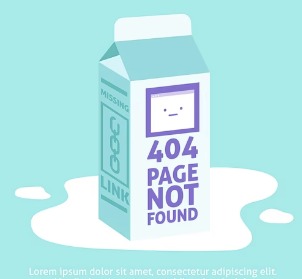 MISSING
LINK
404
PAGE
NOT
FOUND
Lorem ipsum dolor sit amet, consectetur adipiscing elit.